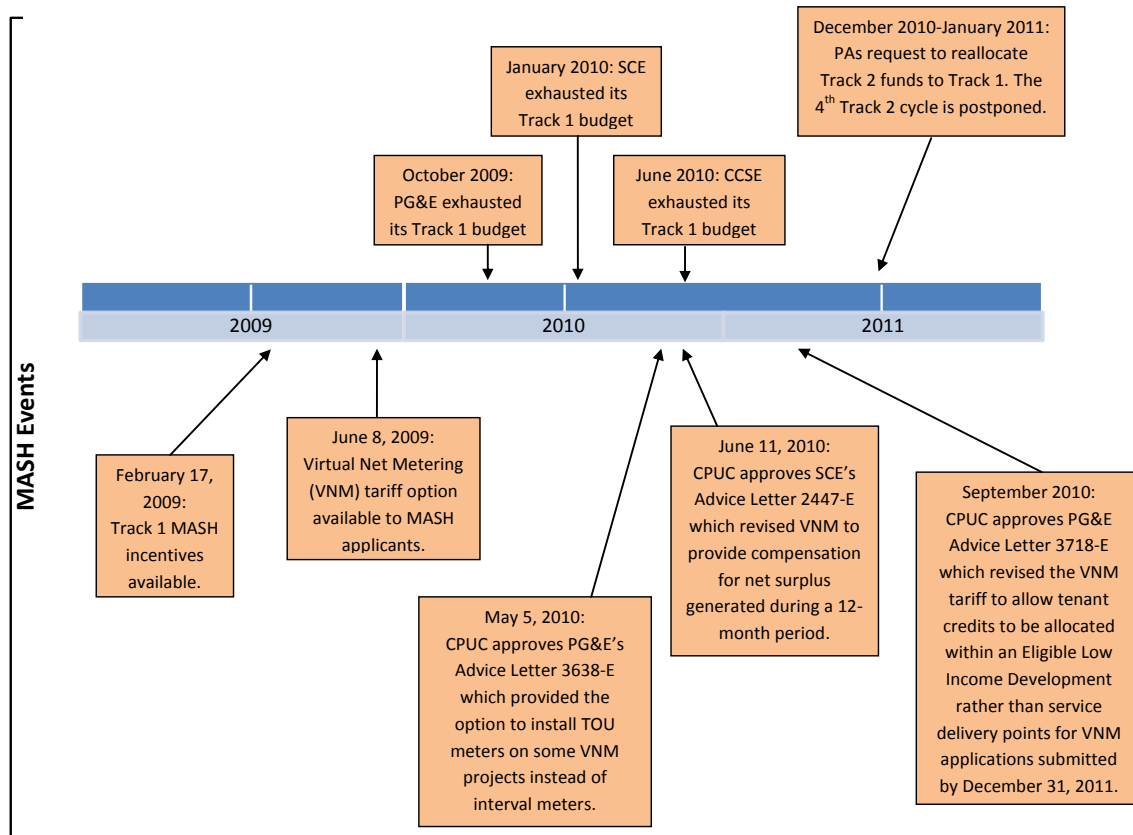 MASH Events
December 2010-January 2011:
PAs request to reallocate
Track 2 funds to Track 1. The
4th Track 2 cycle is postponed.
January 2010: SCE
exhausted its
Track 1 budget
October 2009:
PG&E exhausted
its Track 1 budget
June 2010: CCSE
exhausted its
Track 1 budget
2009
2010
2011
February 17,
2009:
Track 1 MASH
incentives
available.
June 8, 2009:
Virtual Net Metering
(VNM) tariff option
available to MASH
applicants.
May 5, 2010:
CPUC approves PG&E's
Advice Letter 3638-E
which provided the
option to install TOU
meters on some VNM
projects instead of
interval meters.
June 11, 2010:
CPUC approves SCE's
Advice Letter 2447-E
which revised VNM to
provide compensation
for net surplus
generated during a 12-
month period.
September 2010:
CPUC approves PG&E
Advice Letter 3718-E
which revised the VNM
tariff to allow tenant
credits to be allocated
within an Eligible Low
Income Development
rather than service
delivery points for VNM
applications submitted
by December 31, 2011.